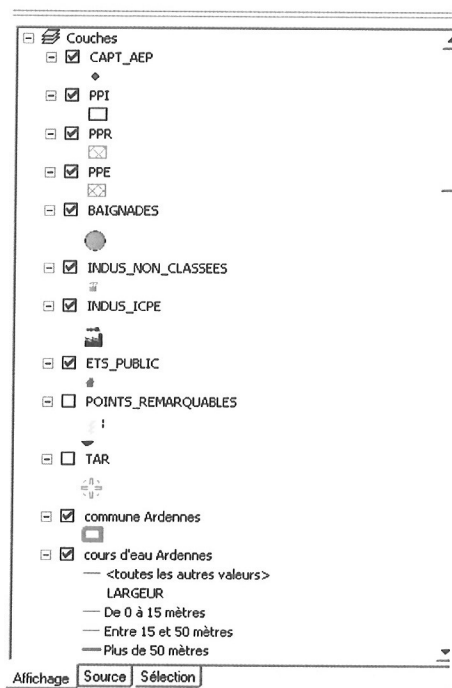 Couches
CAPT_AEP
PPI
PPR
PPE
BAIGNADES
INDUS_NON_CLASSEES
INDUS_ICPE
ETS_PUBLIC
POINTS_REMARQUABLES
TAR
commune Ardennes
cours d'eau Ardennes
<toutes les autres valeurs>
LARGEUR
De 0 à 15 mètres
Entre 15 et 50 mètres
Plus de 50 mètres
Affichage Source Sélection